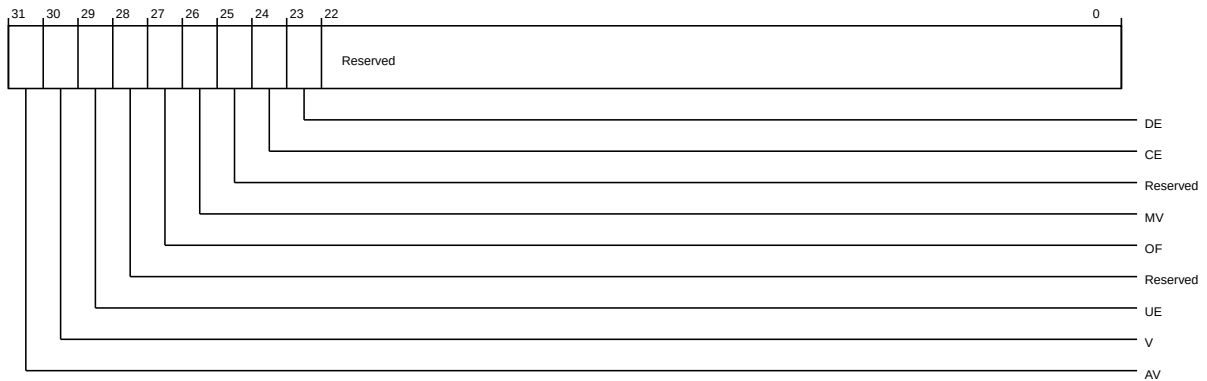 31 30 29 28 27 26 25 24 23 22 0
Reserved
DE
CE
Reserved
MV
OF
Reserved
UE
V
AV